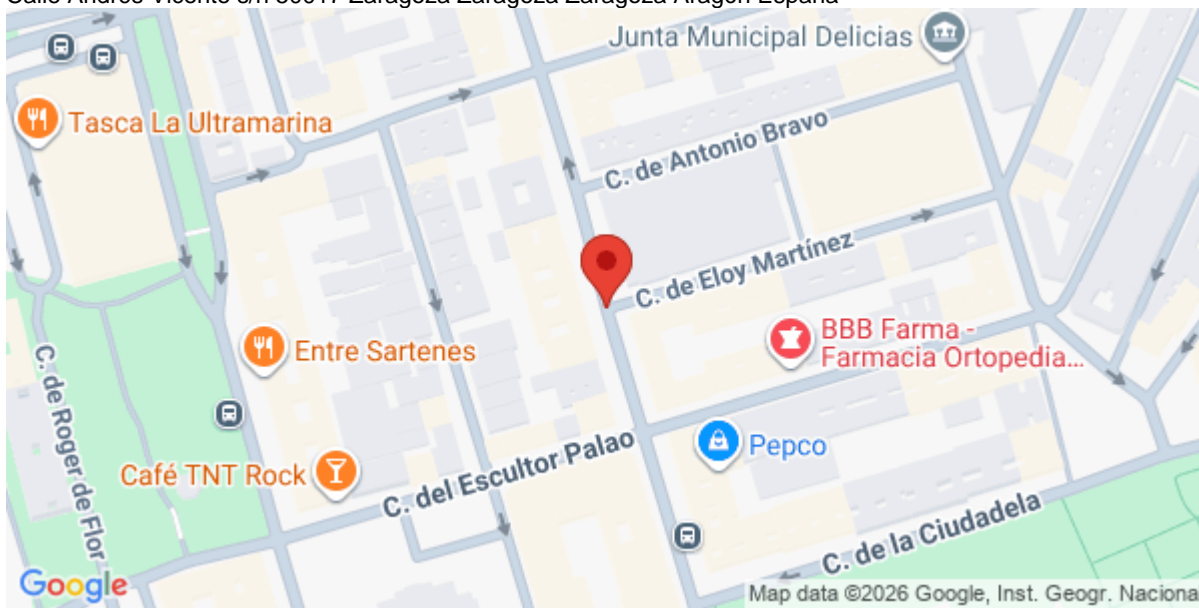 Calle Andrés Vicente s/n 50017 Zaragoza Zaragoza Zaragoza Aragón España
Junta Municipal Delicias
Tasca La Ultramarina
C. de Antonio Bravo
C. de Eloy Martínez
BBB Farma -
Farmacia Ortopedia...
Entre Sartenes
C. de Roger de Flor
C. del Escultor Palao
Pepco
Café TNT Rock
C. de la Ciudadela
Google
Map data ©2026 Google, Inst. Geogr. Naciona